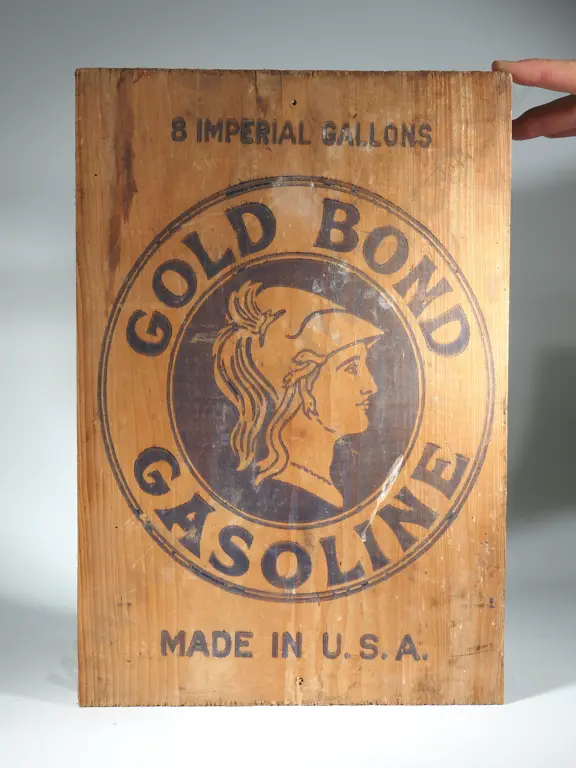 8 IMPERIAL GALLONS
GOLD BOND
GASOLINE
MADE IN U.S.A.